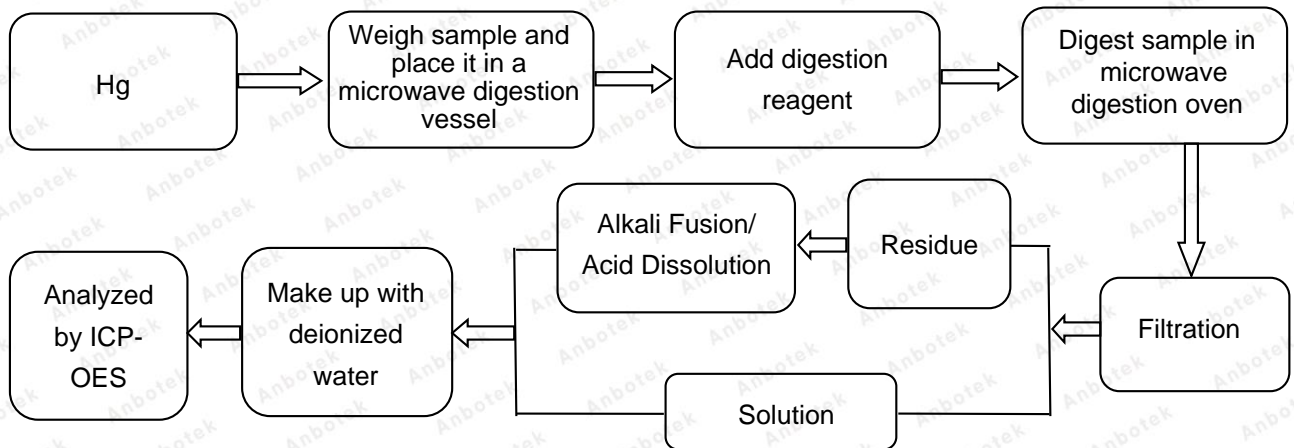 Hg
Weigh sample and
place it in a
microwave digestion
vessel
Add digestion
reagent
Digest sample in
microwave
digestion oven
Filtration
Residue
Alkali Fusion/
Acid Dissolution
Solution
Make up with
deionized
water
Analyzed
by ICP-
OES
Anbotek